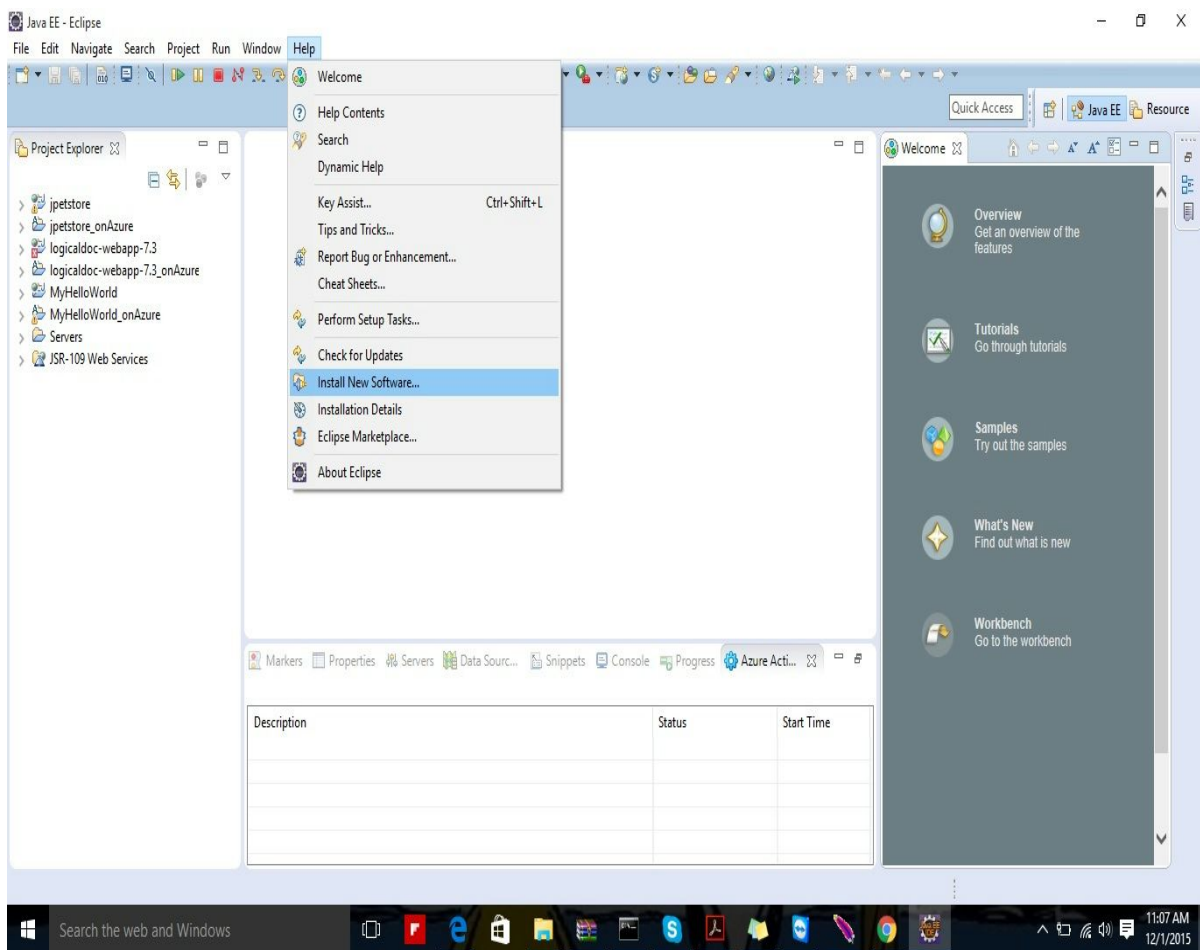 Java EE - Eclipse
File Edit Navigate Search Project Run Window Help
Welcome
Help Contents
Search
Dynamic Help
Key Assist... Ctrl+Shift+L
Tips and Tricks...
Report Bug or Enhancement...
Cheat Sheets...
Perform Setup Tasks...
Check for Updates
Install New Software...
Installation Details
Eclipse Marketplace...
About Eclipse
Quick Access Java EE Resource
Project Explorer
jpetstore
jpetstore_onAzure
logicaldoc-webapp-7.3
logicaldoc-webapp-7.3_onAzure
MyHelloWorld
MyHelloWorld_onAzure
Servers
JSR-109 Web Services
Welcome
Overview
Get an overview of the
features
Tutorials
Go through tutorials
Samples
Try out the samples
What's New
Find out what is new
Workbench
Go to the workbench
Markers Properties Servers Data Sourc... Snippets Console Progress Azure Acti...
Description Status Start Time
Search the web and Windows
11:07 AM
12/1/2015